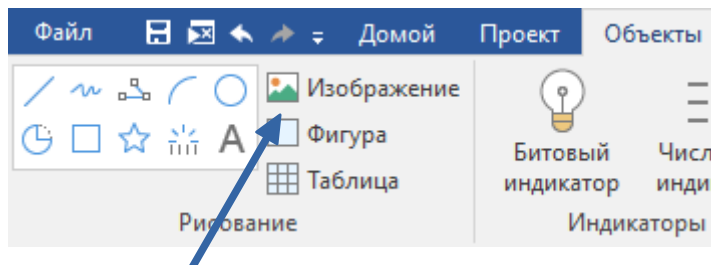 Файл Домой Проект Объекты
Изображение
Фигура
Таблица
Битовый индикатор
Рисование Индикаторы